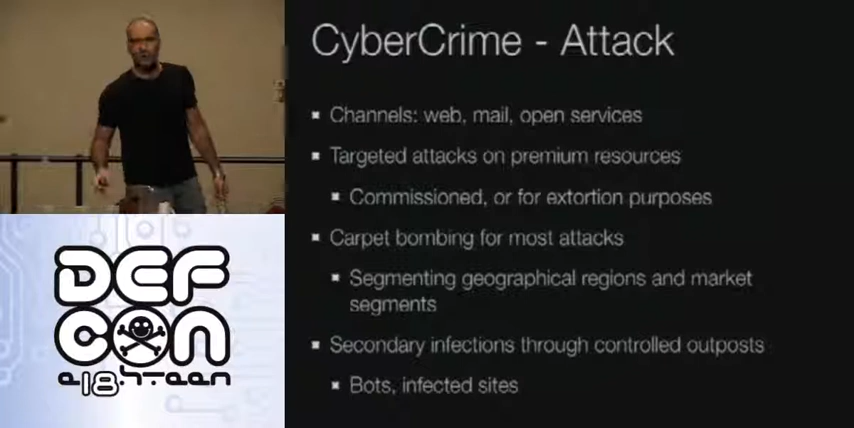 CyberCrime - Attack
Channels: web, mail, open services
Targeted attacks on premium resources
Commissioned, or for extortion purposes
Carpet bombing for most attacks
Segmenting geographical regions and market
segments
Secondary infections through controlled outposts
Bots, infected sites
DEF
CON
e18hteen